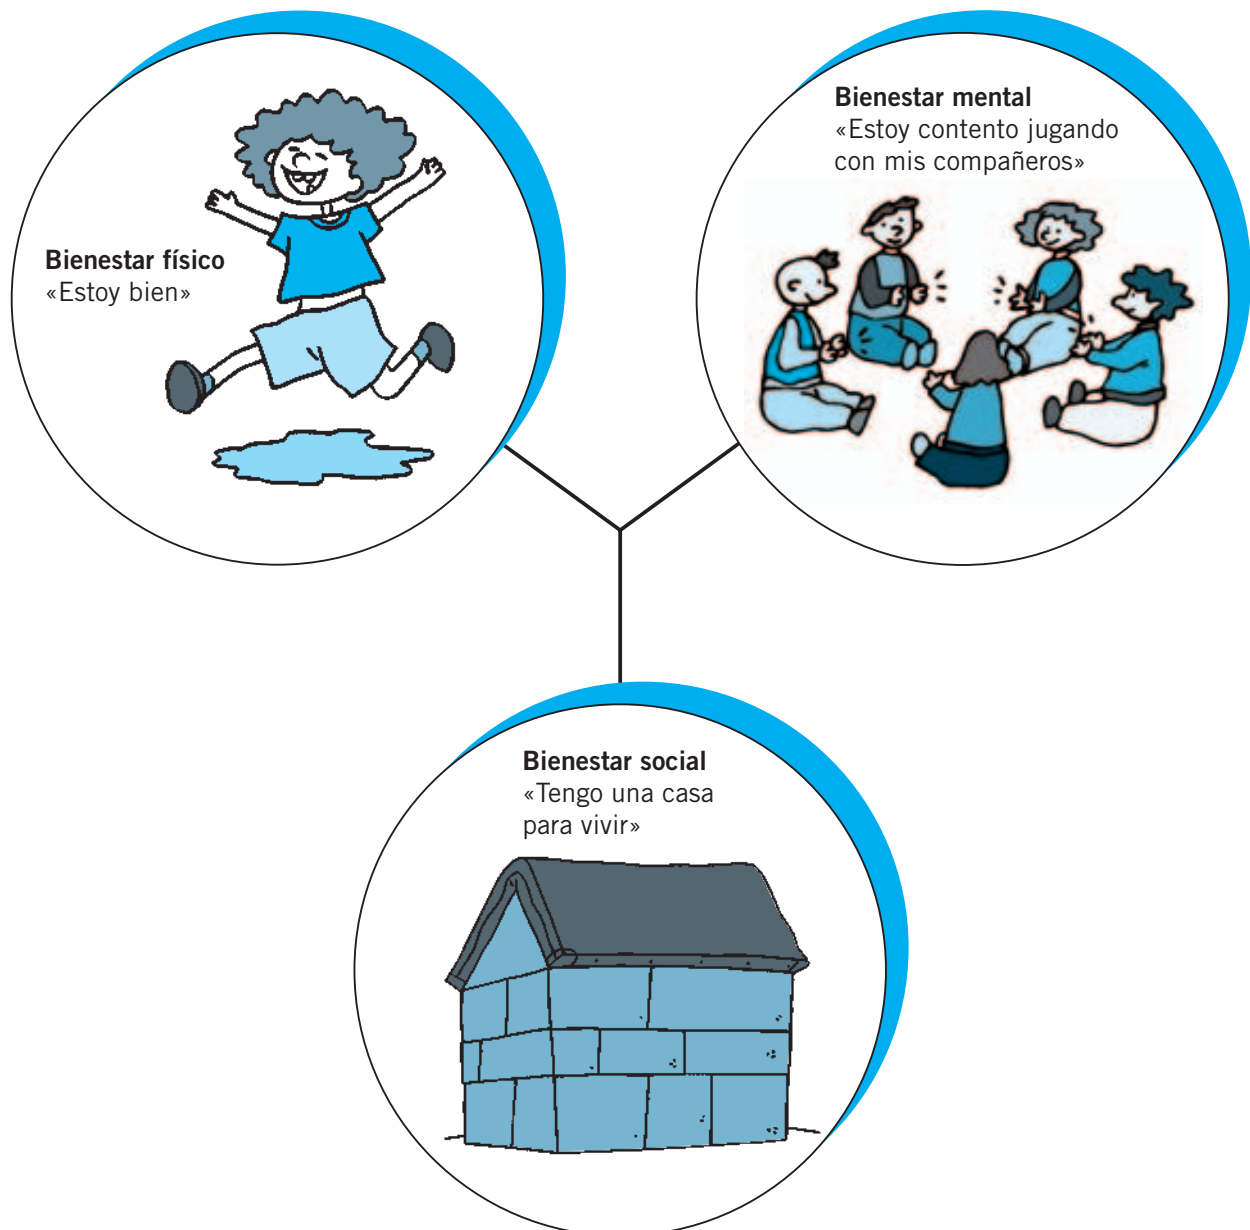 Bienestar físico
«Estoy bien»
Bienestar mental
«Estoy contento jugando
con mis compañeros»
Bienestar social
«Tengo una casa
para vivir»